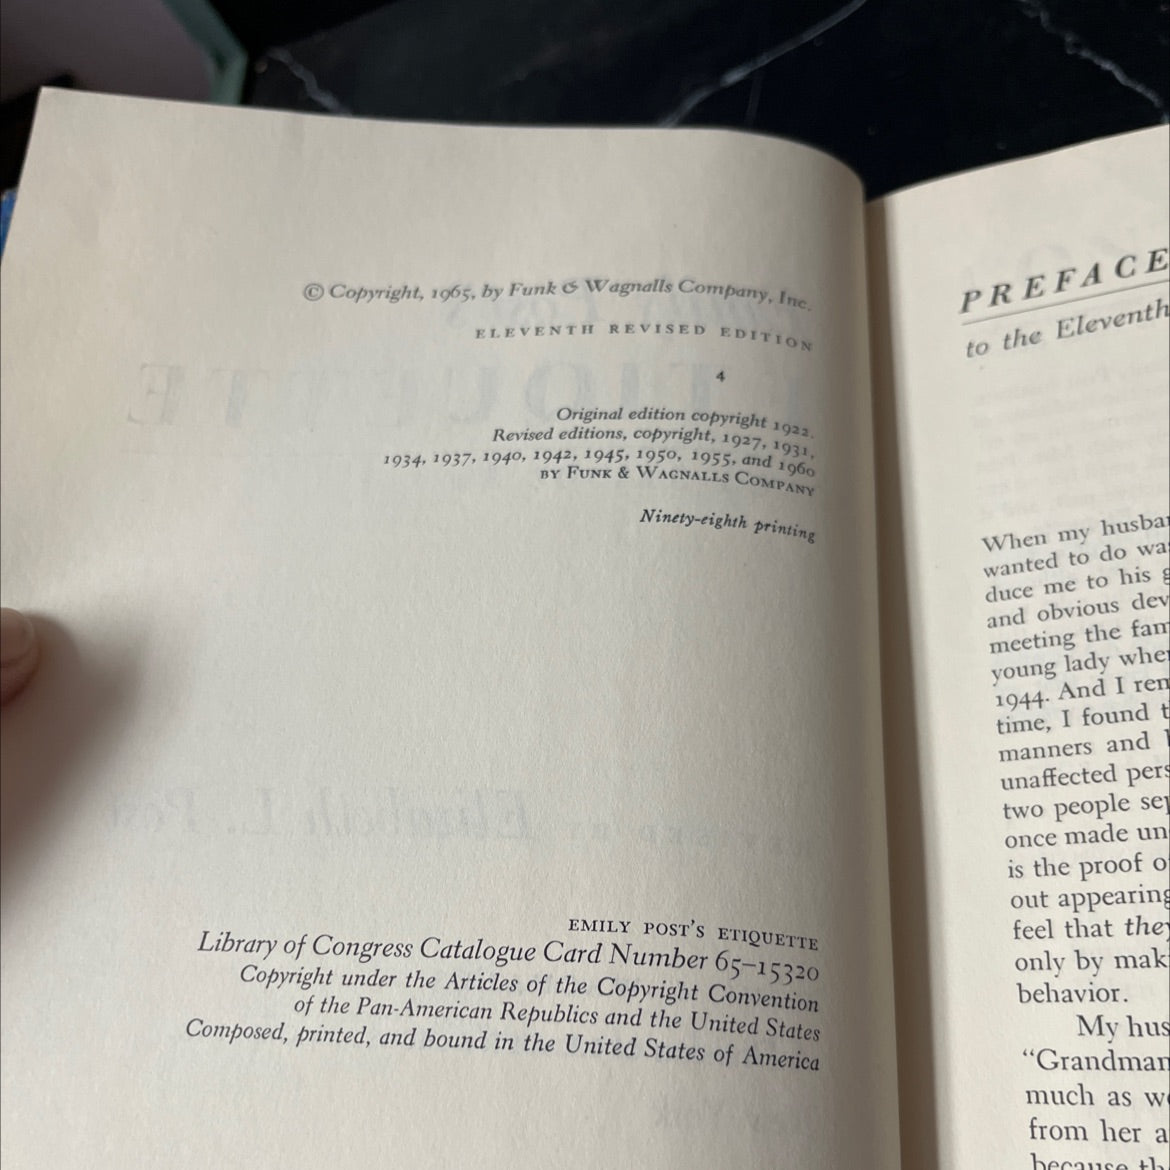 © Copyright, 1965, by Funk & Wagnalls Company, Inc.
ELEVENTH REVISED EDITION
4
Original edition copyright 1922.
Revised editions, copyright, 1927, 1931,
1934, 1937, 1940, 1942, 1945, 1950, 1955, and 1960
BY FUNK & WAGNALLS COMPANY
Ninety-eighth printing
EMILY POST'S ETIQUETTE
Library of Congress Catalogue Card Number 65-15320
Copyright under the Articles of the Copyright Convention
of the Pan-American Republics and the United States
Composed, printed, and bound in the United States of America
PREFACE
to the Eleventh
When my husba
wanted to do wa
duce me to his g
and obvious dev
meeting the fam
young lady whe
1944. And I ren
time, I found t
manners and
unaffected pers
two people sep
once made un
is the proof o
out appearing
feel that they
only by mak
behavior.
My hus
"Grandman
much as w
from her a
because th